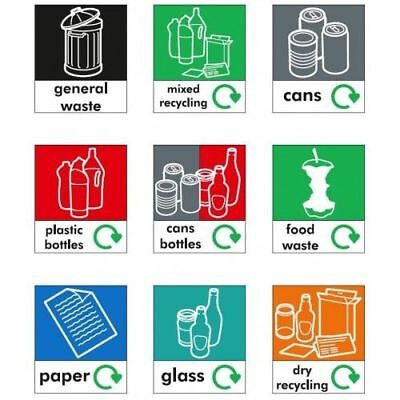 general
waste
mixed
recycling
cans
plastic
bottles
cans
bottles
food
waste
paper
glass
dry
recycling